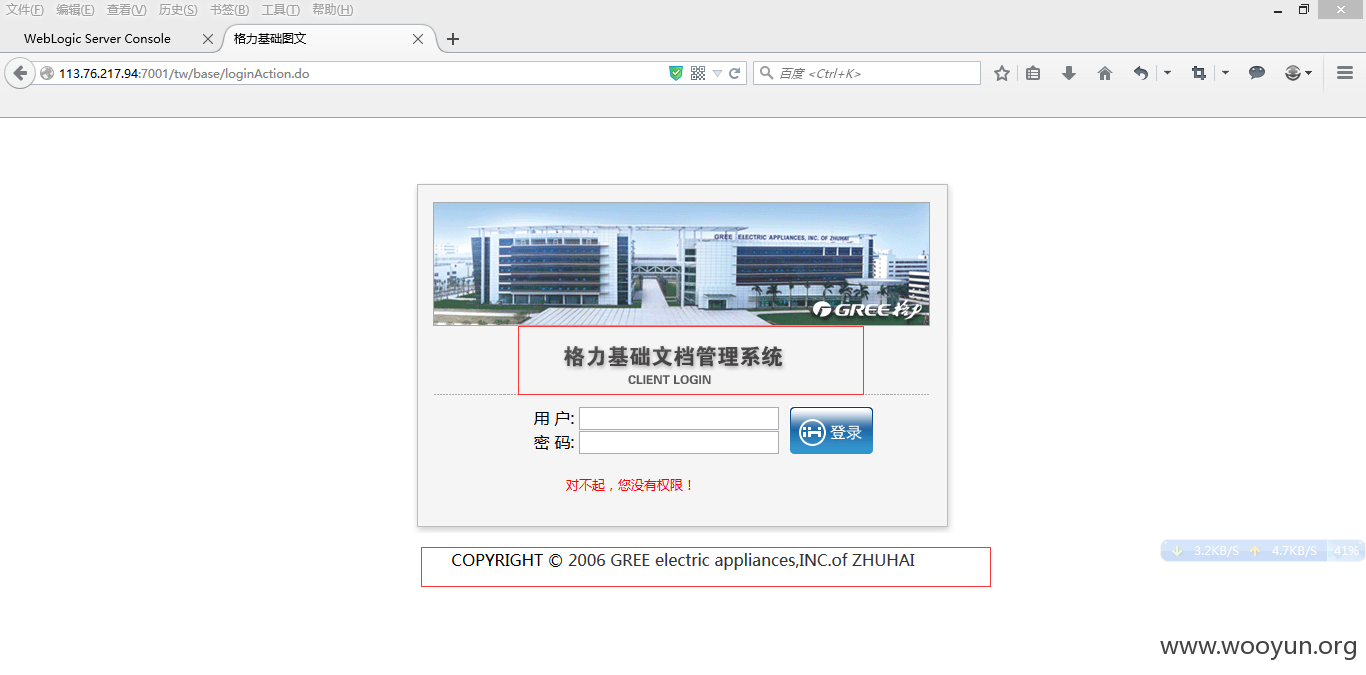 文件(F) 编辑(E) 查看(V) 历史(S) 书签(B) 工具(T) 帮助(H)
WebLogic Server Console
格力基础图文
113.76.217.94:7001/tw/base/loginAction.do
百度 <Ctrl+K>
GREE ELECTRIC APPLIANCES, INC. OF ZHUHAI
GREE 格力
格力基础文档管理系统
CLIENT LOGIN
用 户:
密 码:
登录
对不起，您没有权限！
COPYRIGHT © 2006 GREE electric appliances,INC.of ZHUHAI
3.2KB/S 4.7KB/S 41%
www.wooyun.org